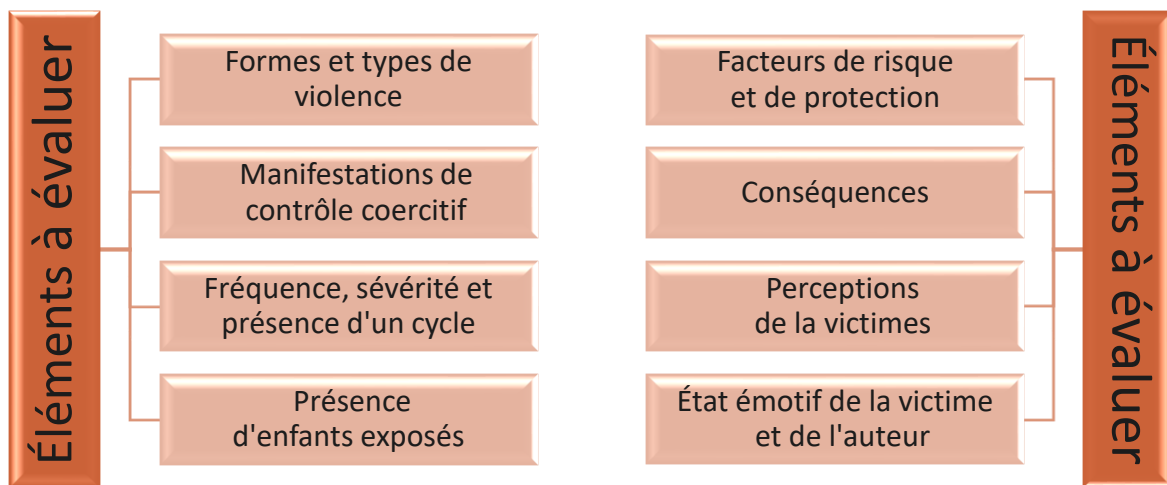 Éléments à évaluer
Formes et types de
violence
Manifestations de
contrôle coercitif
Fréquence, sévérité et
présence d'un cycle
Présence
d'enfants exposés
Facteurs de risque
et de protection
Conséquences
Perceptions
de la victimes
État émotif de la victime
et de l'auteur
Éléments à évaluer